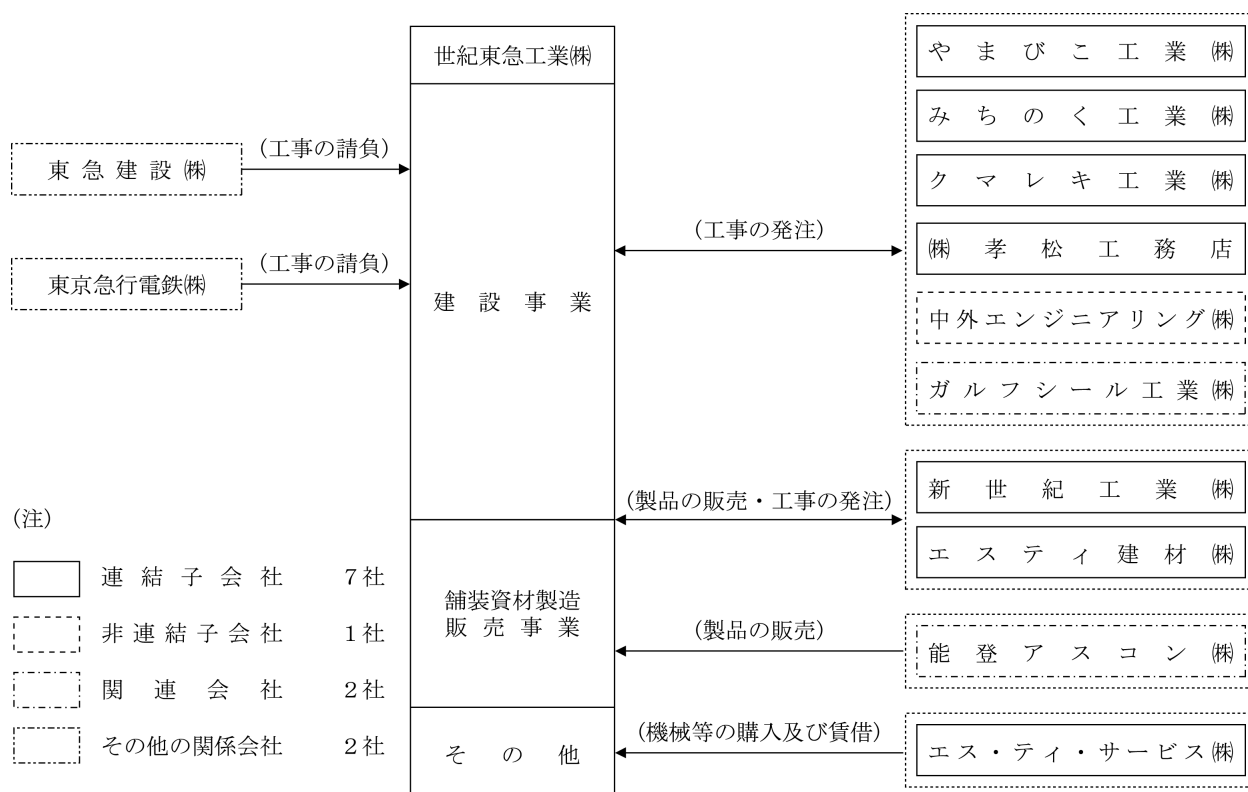 世紀東急工業㈱
東急建設㈱
(工事の請負)
東京急行電鉄㈱
(工事の請負)
建設事業
(工事の発注)
やまびこ工業㈱
みちのく工業㈱
クマレキ工業㈱
㈱孝松工務店
中外エンジニアリング㈱
ガルフシール工業㈱
(製品の販売・工事の発注)
新世紀工業㈱
エスティ建材㈱
舗装資材製造
販売事業
(製品の販売)
能登アスコン㈱
その他
(機械等の購入及び賃借)
エス・ティ・サービス㈱
(注)
連結子会社 7社
非連結子会社 1社
関連会社 2社
その他の関係会社 2社